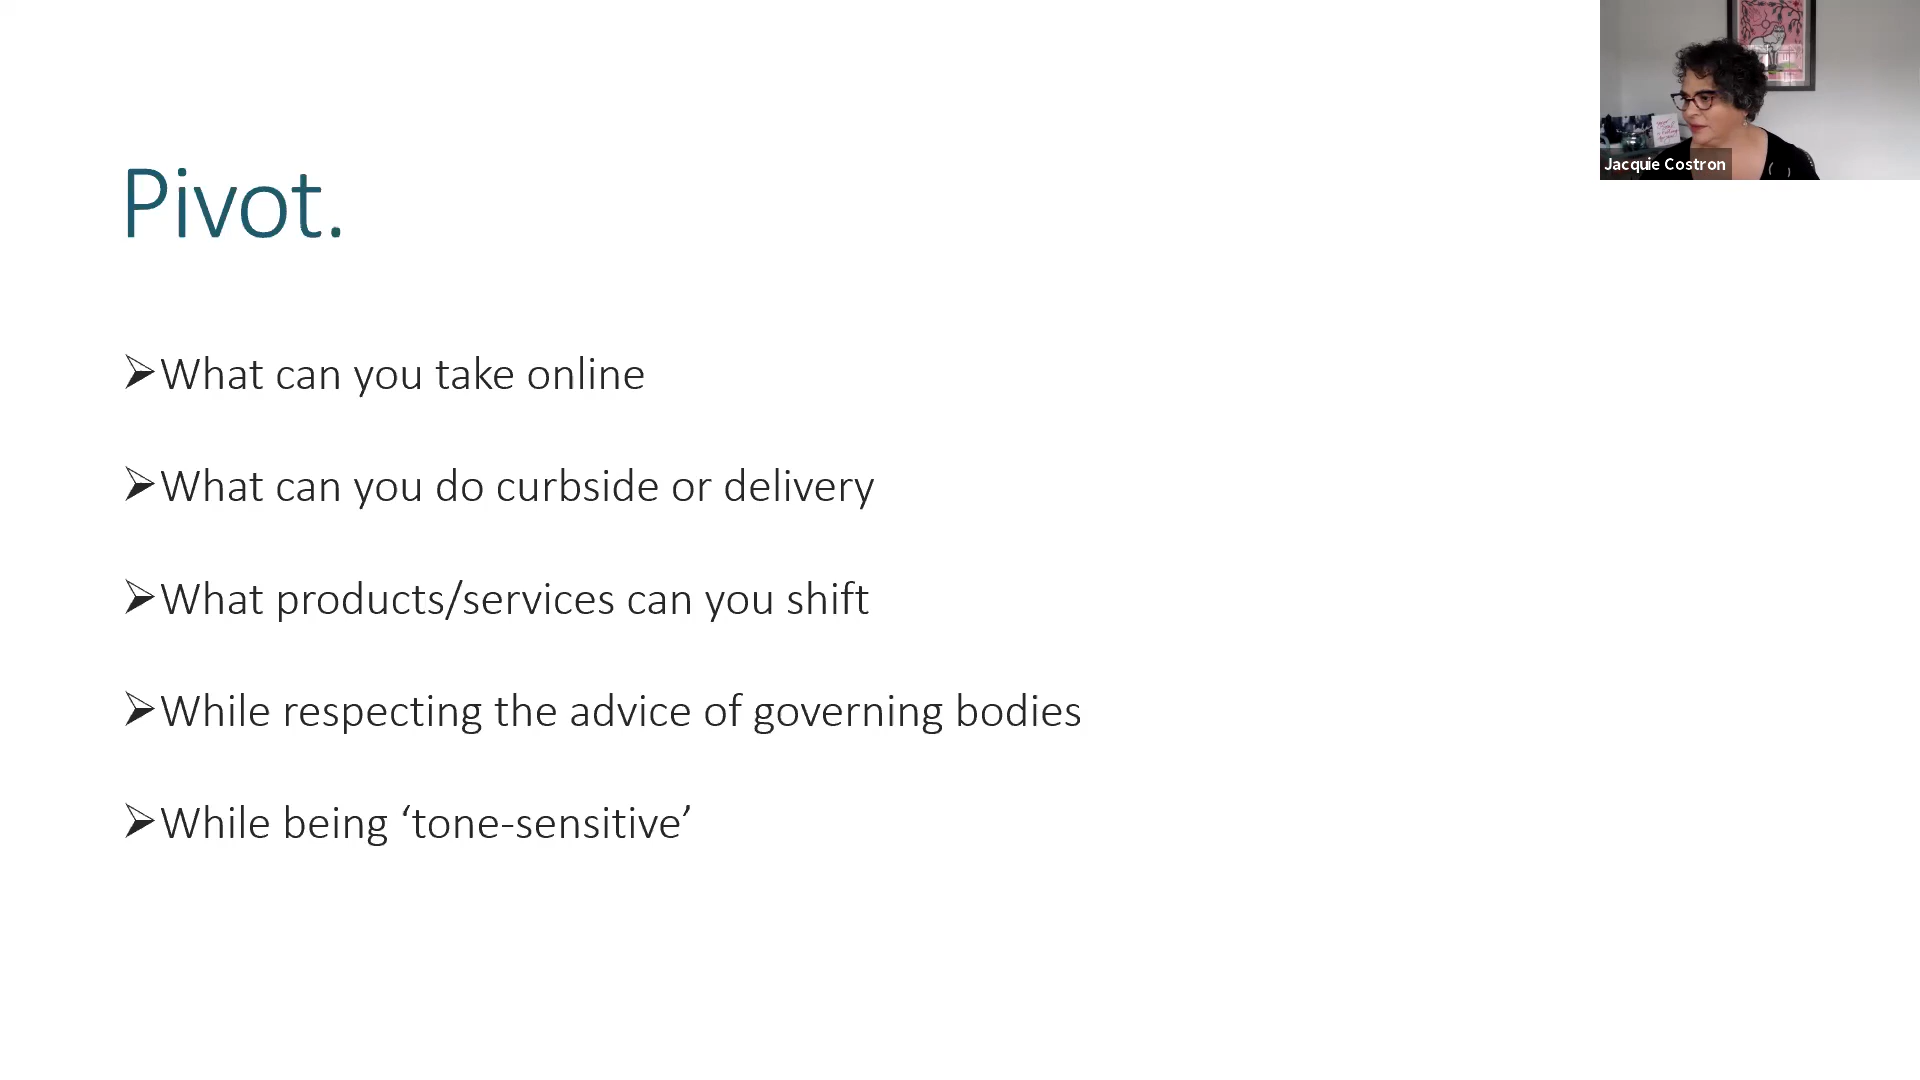 Pivot.
Jacquie Costron
➢What can you take online
➢What can you do curbside or delivery
➢What products/services can you shift
➢While respecting the advice of governing bodies
➢While being ‘tone-sensitive’